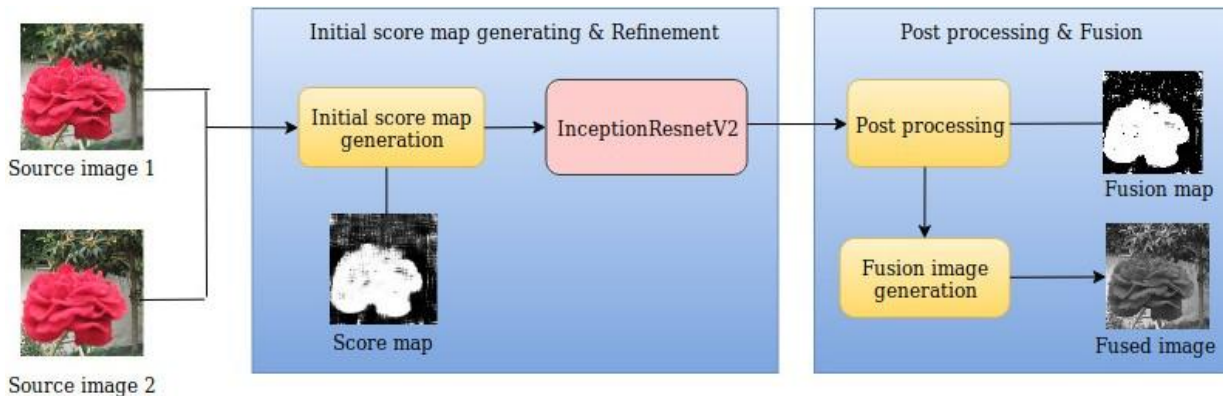 Source image 1
Source image 2
Initial score map generating & Refinement
Initial score map
generation
InceptionResnetV2
Score map
Post processing & Fusion
Post processing
Fusion map
Fusion image
generation
Fused image